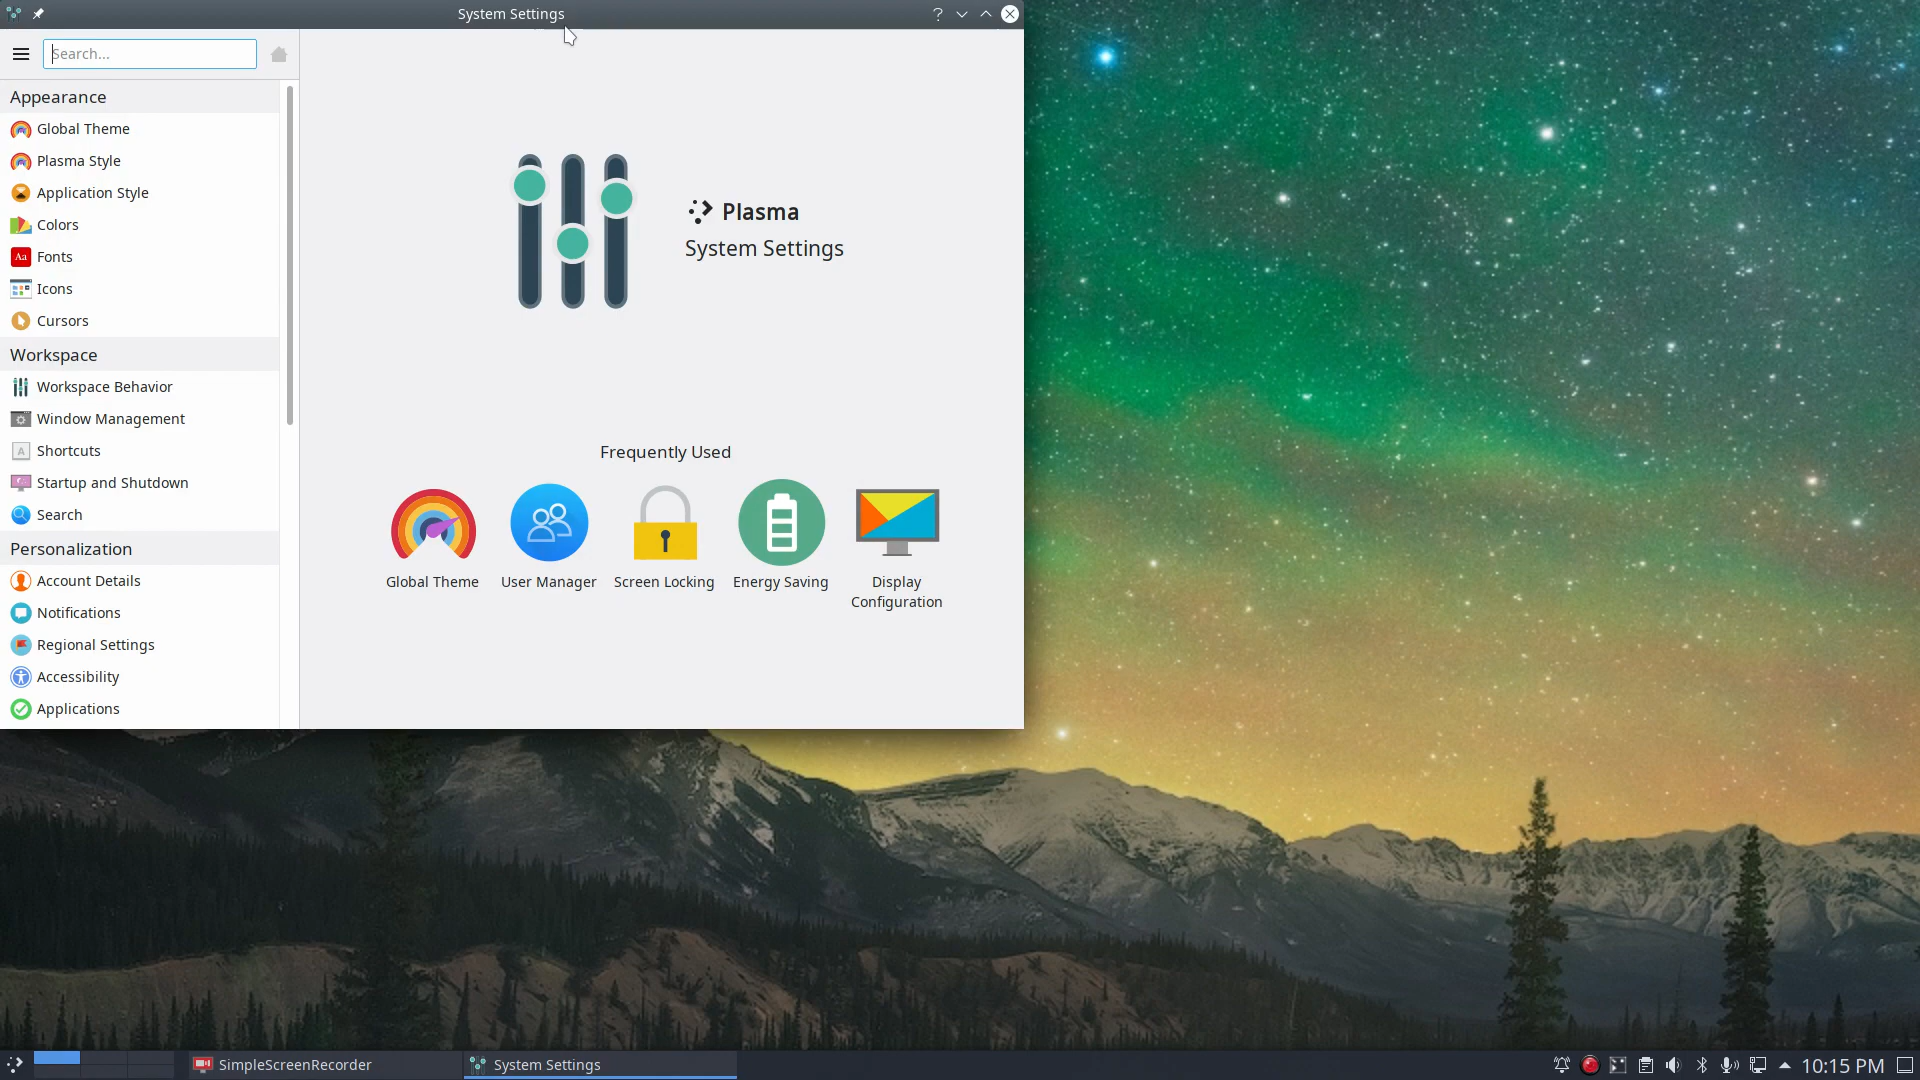 System Settings
?
Search...
Appearance
Global Theme
Plasma Style
Application Style
Colors
Aa Fonts
Icons
Cursors
Workspace
Workspace Behavior
Window Management
A Shortcuts
Startup and Shutdown
Search
Personalization
Account Details
Notifications
Regional Settings
Accessibility
Applications
Plasma
System Settings
Frequently Used
Global Theme
User Manager
Screen Locking
Energy Saving
Display
Configuration
SimpleScreenRecorder
System Settings
10:15 PM